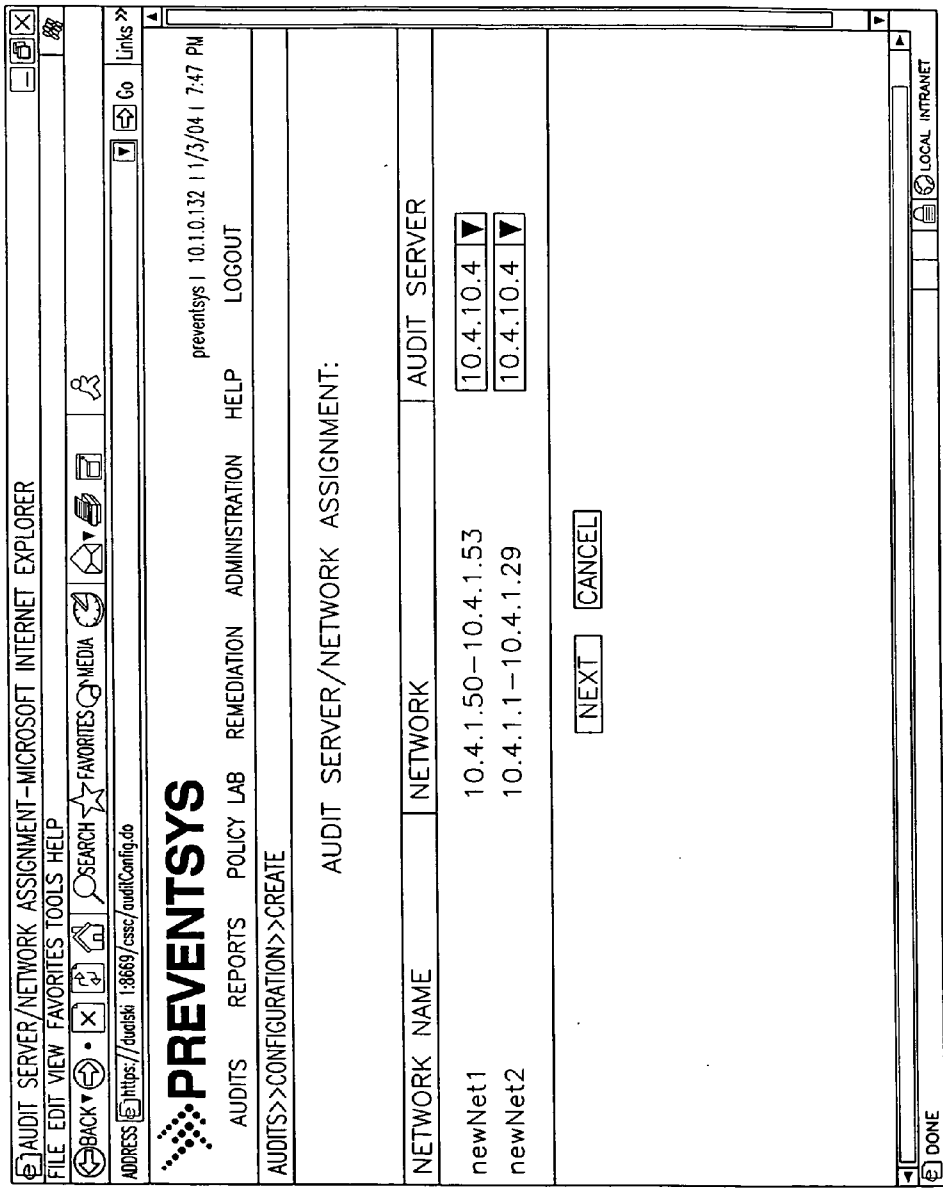 AUDIT SERVER/NETWORK ASSIGNMENT-MICROSOFT INTERNET EXPLORER
FILE EDIT VIEW FAVORITES TOOLS HELP
BACK SEARCH FAVORITES MEDIA
ADDRESS https://dualski 1:8669/cssc/auditConfig.do Go Links »
PREVENTSYS
preventsys | 10.1.0.132 | 1/3/04 | 7:47 PM
AUDITS REPORTS POLICY LAB REMEDIATION ADMINISTRATION HELP LOGOUT
AUDITS>>CONFIGURATION>>CREATE
AUDIT SERVER/NETWORK ASSIGNMENT:
NETWORK NAME NETWORK AUDIT SERVER
newNet1 10.4.1.50-10.4.1.53 10.4.10.4
newNet2 10.4.1.1-10.4.1.29 10.4.10.4
NEXT CANCEL
DONE LOCAL INTRANET